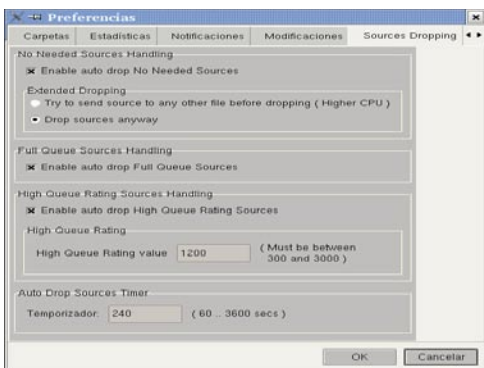 Preferencias
Carpetas Estadísticas Notificaciones Modificaciones Sources Dropping
No Needed Sources Handling
Enable auto drop No Needed Sources
Extended Dropping
Try to send source to any other file before dropping ( Higher CPU )
Drop sources anyway
Full Queue Sources Handling
Enable auto drop Full Queue Sources
High Queue Rating Sources Handling
Enable auto drop High Queue Rating Sources
High Queue Rating
High Queue Rating value 1200 ( Must be between
300 and 3000 )
Auto Drop Sources Timer
Temporizador: 240 ( 60 .. 3600 secs )
OK Cancelar